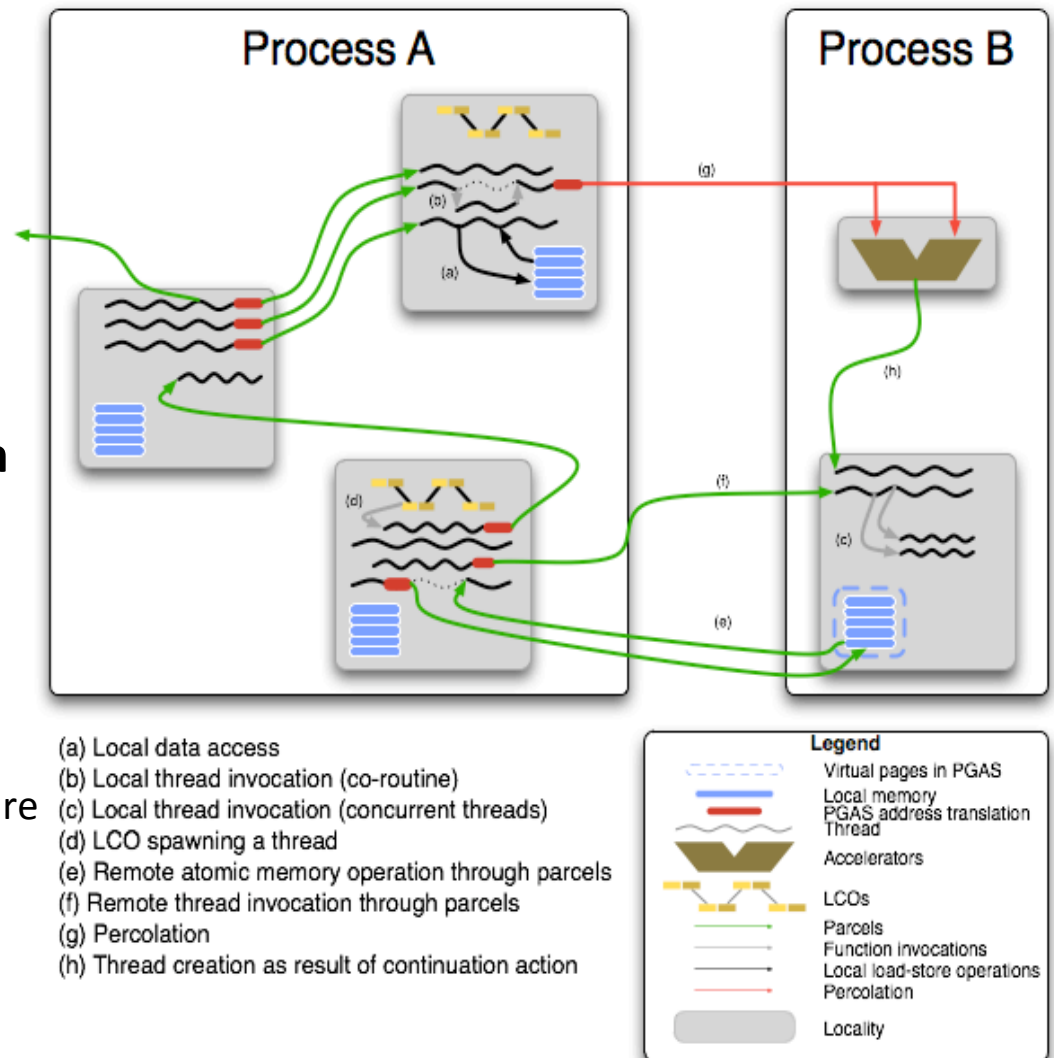 Process A
Process B
(g)
(b)
(a)
(h)
n
(d)
(f)
(c)
(e)
(a) Local data access
(b) Local thread invocation (co-routine)
re
(c) Local thread invocation (concurrent threads)
(d) LCO spawning a thread
(e) Remote atomic memory operation through parcels
(f) Remote thread invocation through parcels
(g) Percolation
(h) Thread creation as result of continuation action
Legend
Virtual pages in PGAS
Local memory
PGAS address translation
Thread
Accelerators
LCOs
Parcels
Function invocations
Local load-store operations
Percolation
Locality